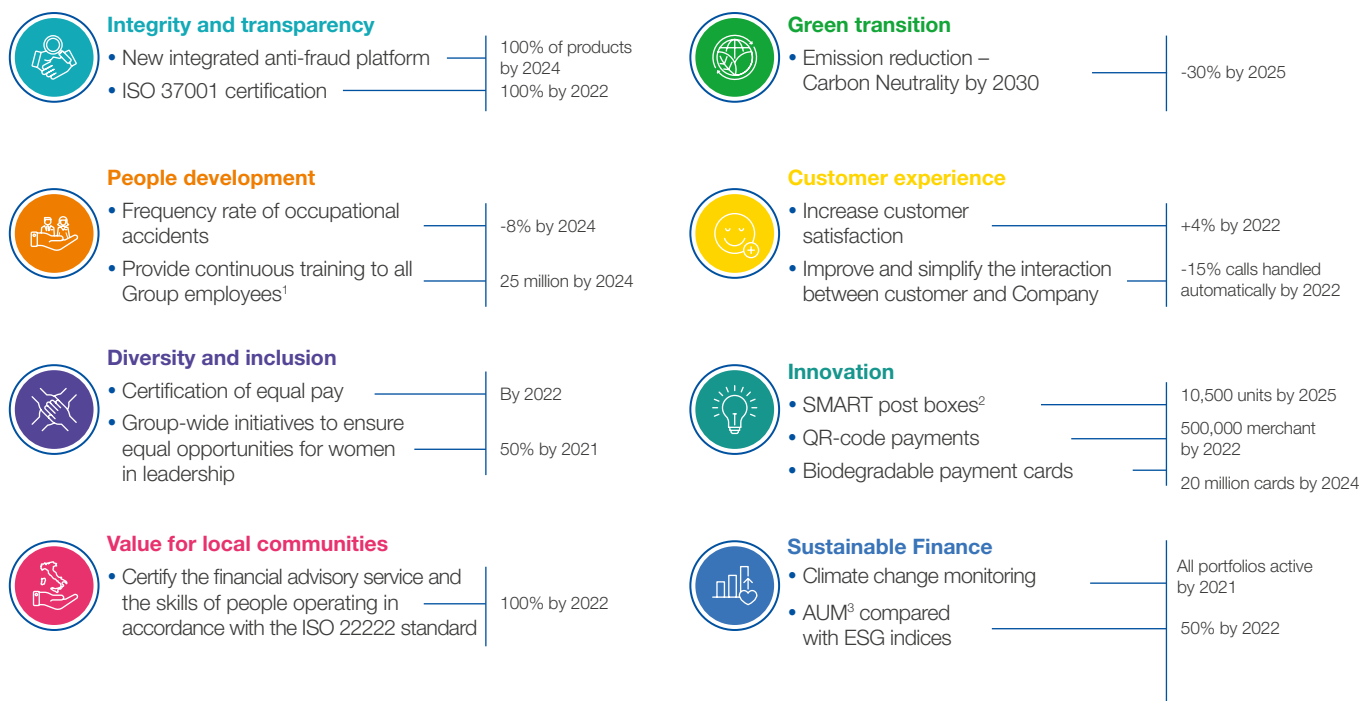 Integrity and transparency
• New integrated anti-fraud platform
100% of products
by 2024
• ISO 37001 certification
100% by 2022
Green transition
• Emission reduction –
Carbon Neutrality by 2030
-30% by 2025
People development
• Frequency rate of occupational
accidents
-8% by 2024
• Provide continuous training to all
Group employees¹
25 million by 2024
Customer experience
• Increase customer
satisfaction
+4% by 2022
• Improve and simplify the interaction
between customer and Company
-15% calls handled
automatically by 2022
Diversity and inclusion
• Certification of equal pay
By 2022
• Group-wide initiatives to ensure
equal opportunities for women
in leadership
50% by 2021
Innovation
• SMART post boxes²
10,500 units by 2025
• QR-code payments
500,000 merchant
by 2022
• Biodegradable payment cards
20 million cards by 2024
Value for local communities
• Certify the financial advisory service and
the skills of people operating in
accordance with the ISO 22222 standard
100% by 2022
Sustainable Finance
• Climate change monitoring
All portfolios active
by 2021
• AUM³ compared
with ESG indices
50% by 2022